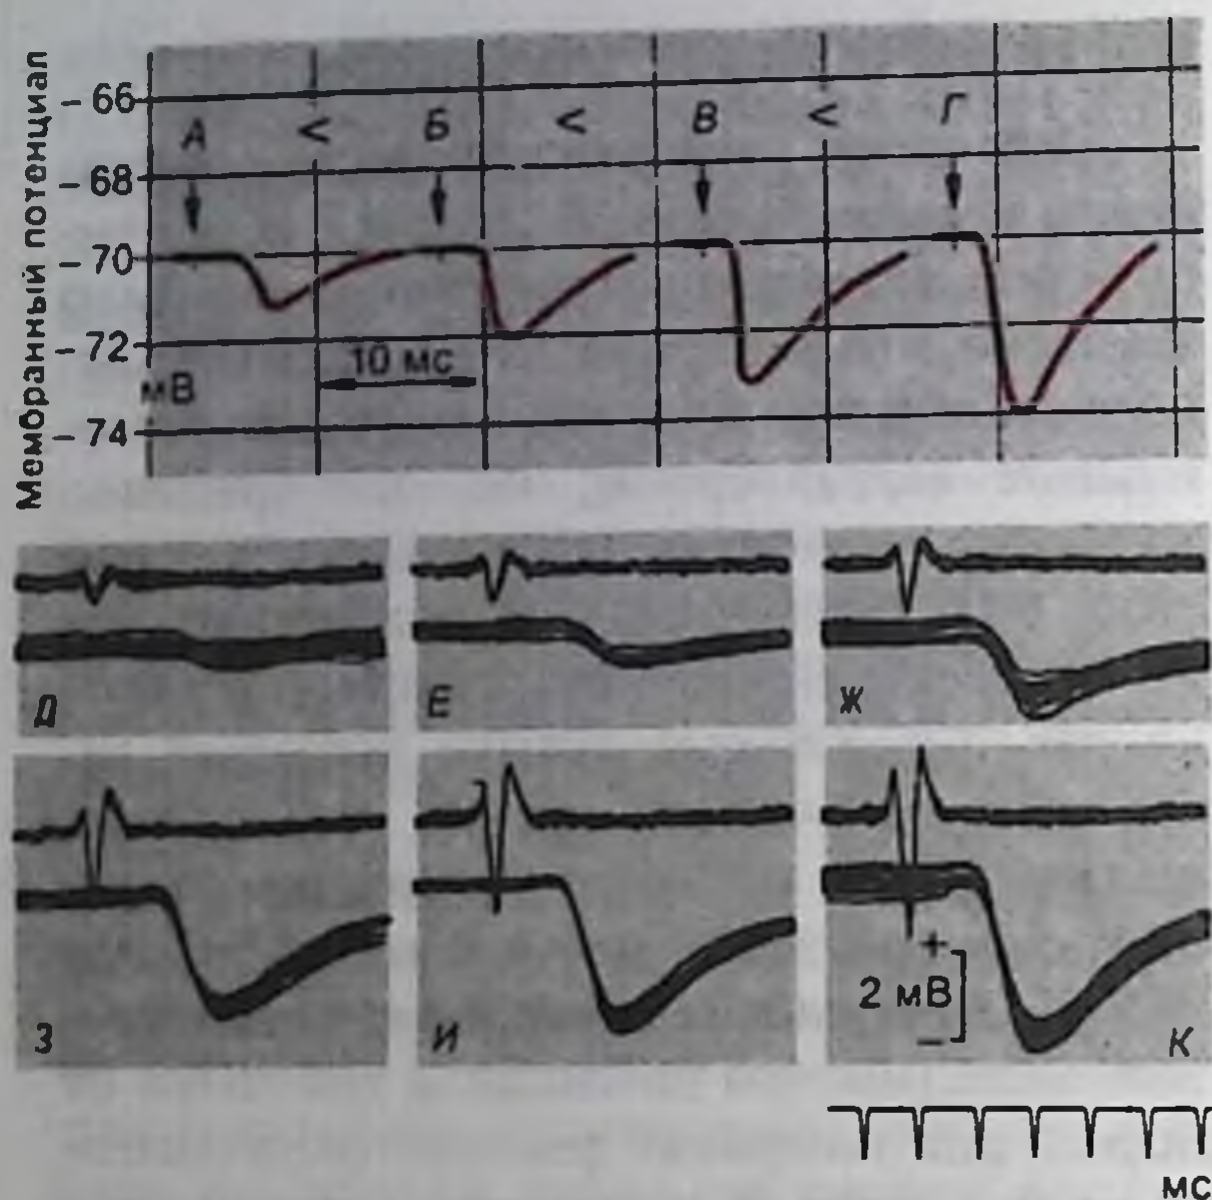 Мембранный потенциал
– 66
А < Б < В < Г
– 68
– 70
– 72
10 мс
мВ
– 74
Д
Е
Ж
З
И
+
2 мВ
–
К
мс